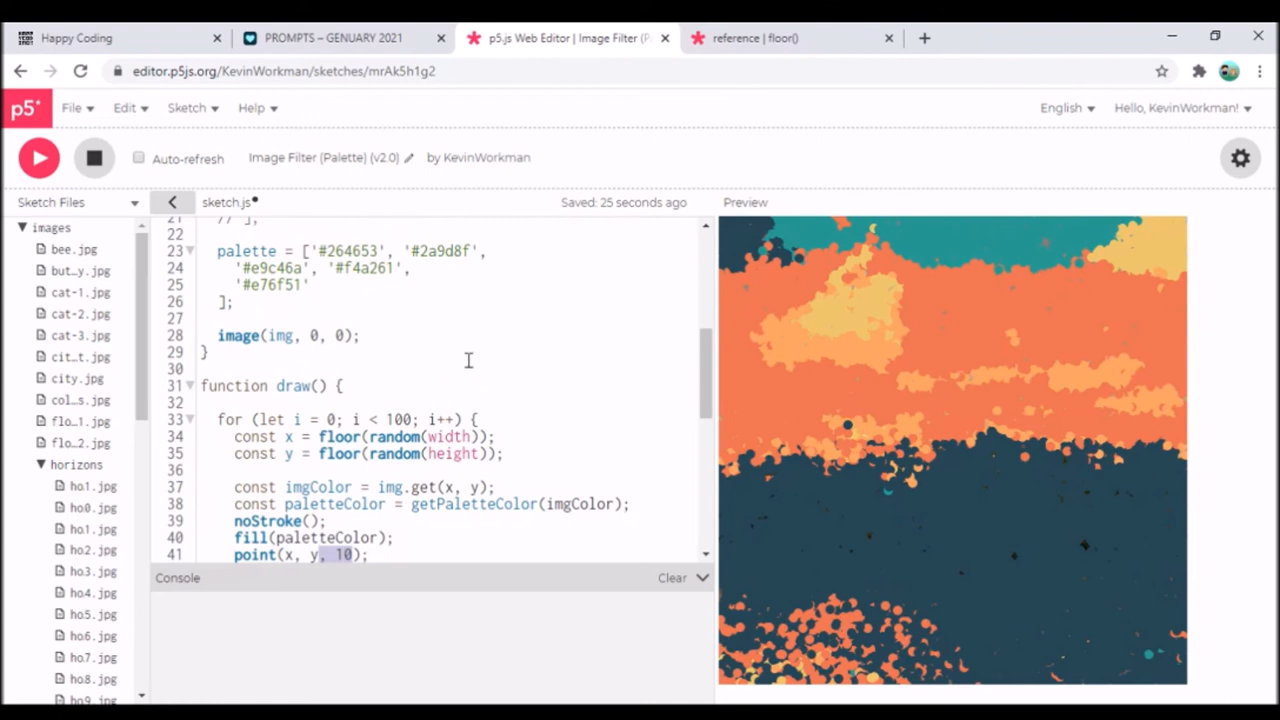 Happy Coding
PROMPTS – GENUARY 2021
p5.js Web Editor | Image Filter (P
reference | floor()
editor.p5js.org/KevinWorkman/sketches/mrAk5h1g2
p5*
File
Edit
Sketch
Help
English
Hello, KevinWorkman!
Auto-refresh
Image Filter (Palette) (v2.0)
by KevinWorkman
Sketch Files
sketch.js
Saved: 25 seconds ago
Preview
images
bee.jpg
but…y.jpg
cat-1.jpg
cat-2.jpg
cat-3.jpg
cit…t.jpg
city.jpg
col…s.jpg
flo…1.jpg
flo…2.jpg
horizons
ho.1.jpg
ho0.jpg
ho.1.jpg
ho2.jpg
ho3.jpg
ho4.jpg
ho5.jpg
ho6.jpg
ho7.jpg
ho8.jpg
ho9.jpg
21 // ],
22
23 palette = ['#264653', '#2a9d8f',
24 '#e9c46a', '#f4a261',
25 '#e76f51'
26 ];
27
28 image(img, 0, 0);
29 }
30
31 function draw() {
32
33 for (let i = 0; i < 100; i++) {
34 const x = floor(random(width));
35 const y = floor(random(height));
36
37 const imgColor = img.get(x, y);
38 const paletteColor = getPaletteColor(imgColor);
39 noStroke();
40 fill(paletteColor);
41 point(x, y, 10);
Console
Clear